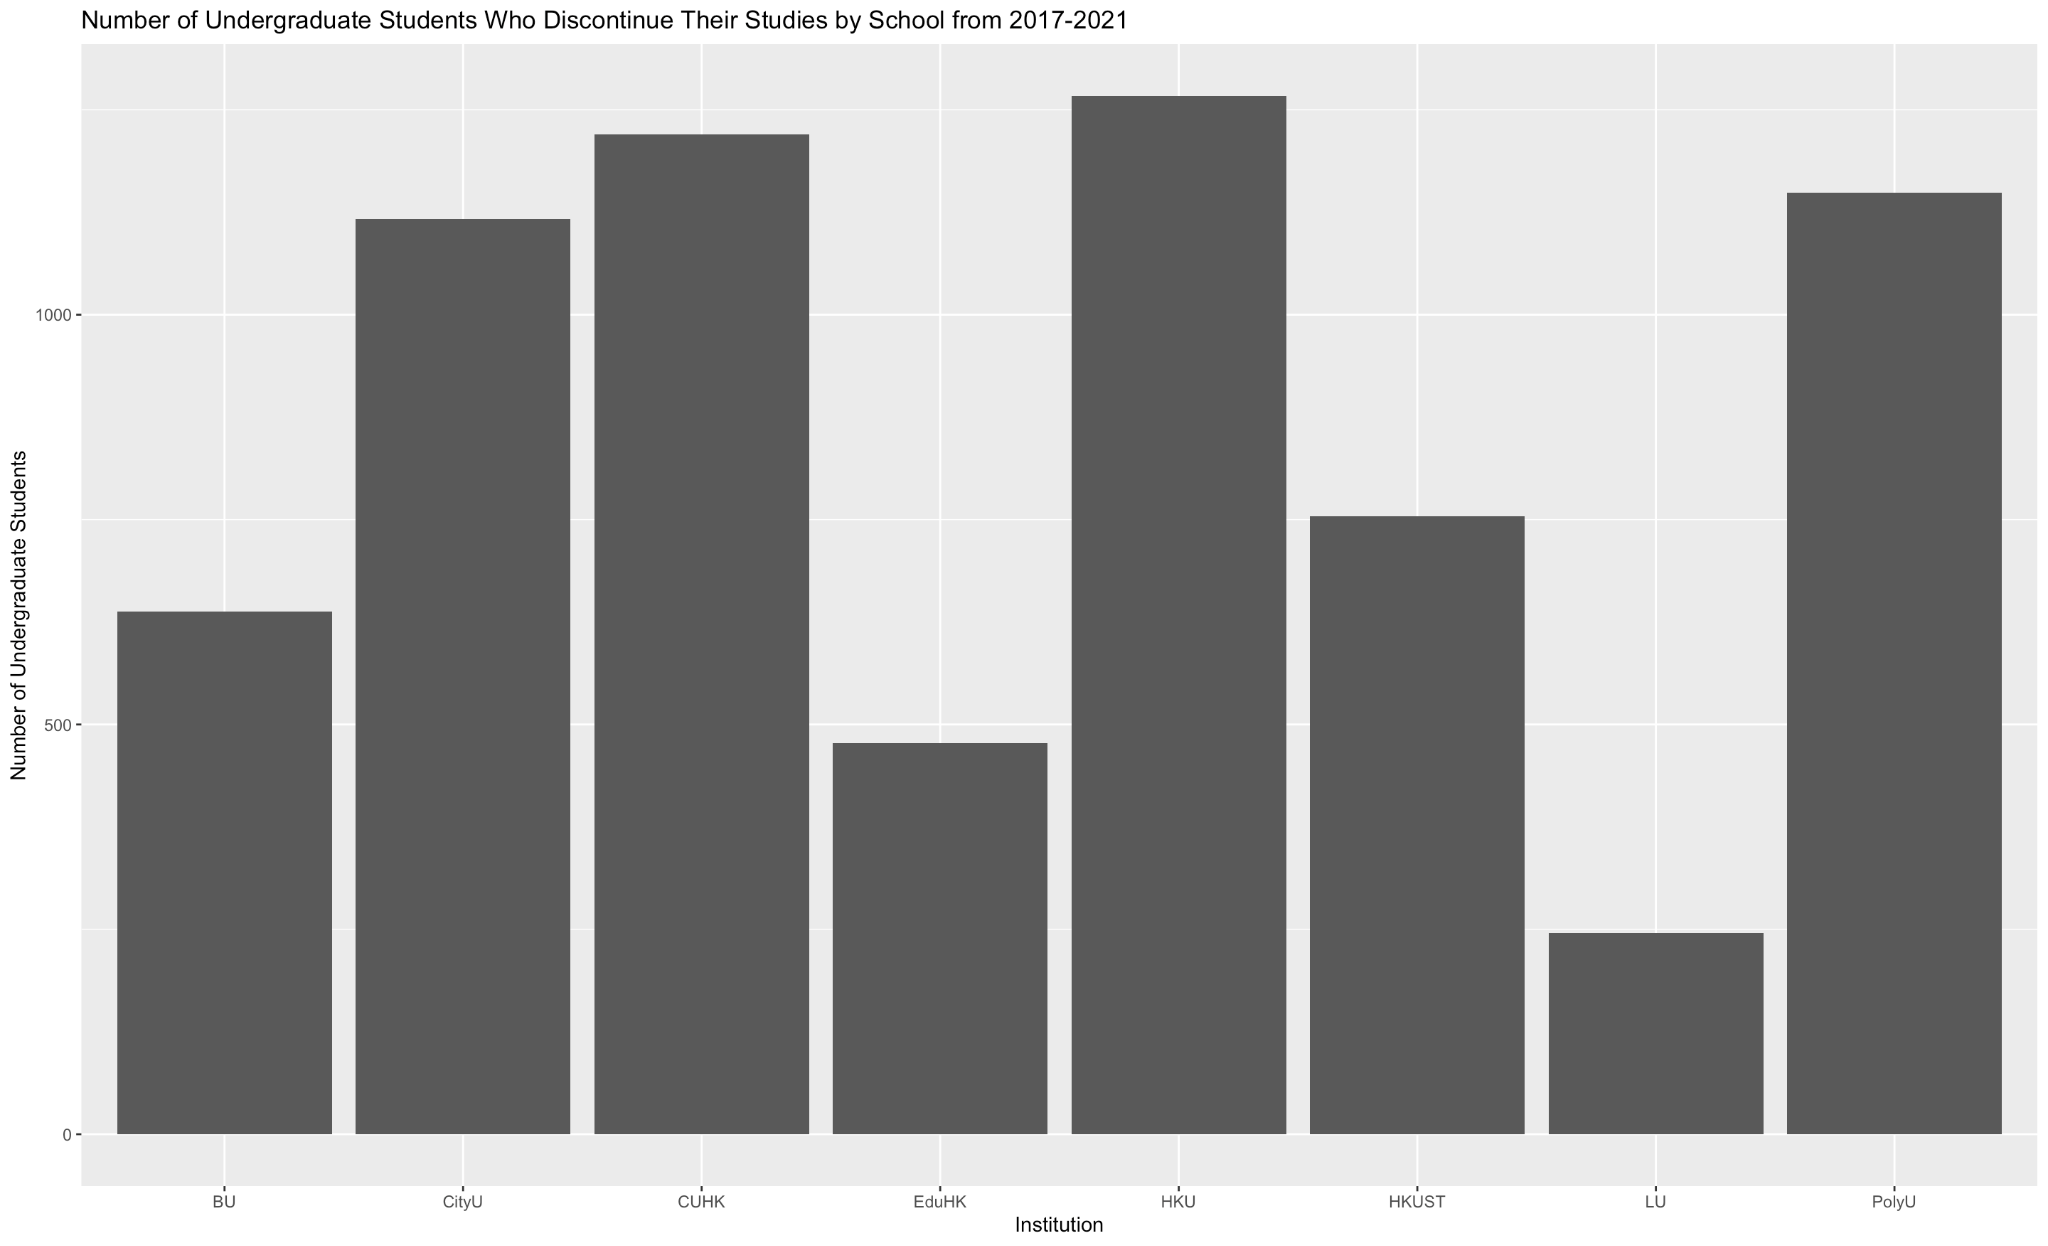 Number of Undergraduate Students Who Discontinue Their Studies by School from 2017-2021
Number of Undergraduate Students
1000
500
0
BU CityU CUHK EduHK HKU HKUST LU PolyU
Institution